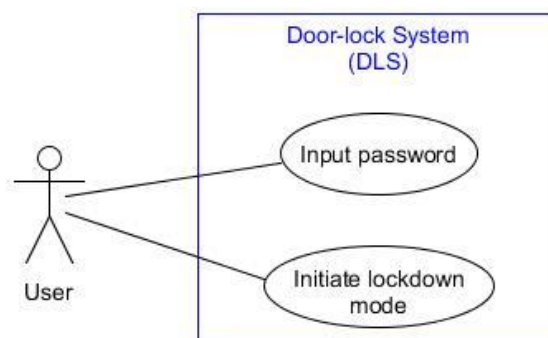 Door-lock System
(DLS)
Input password
User
Initiate lockdown
mode